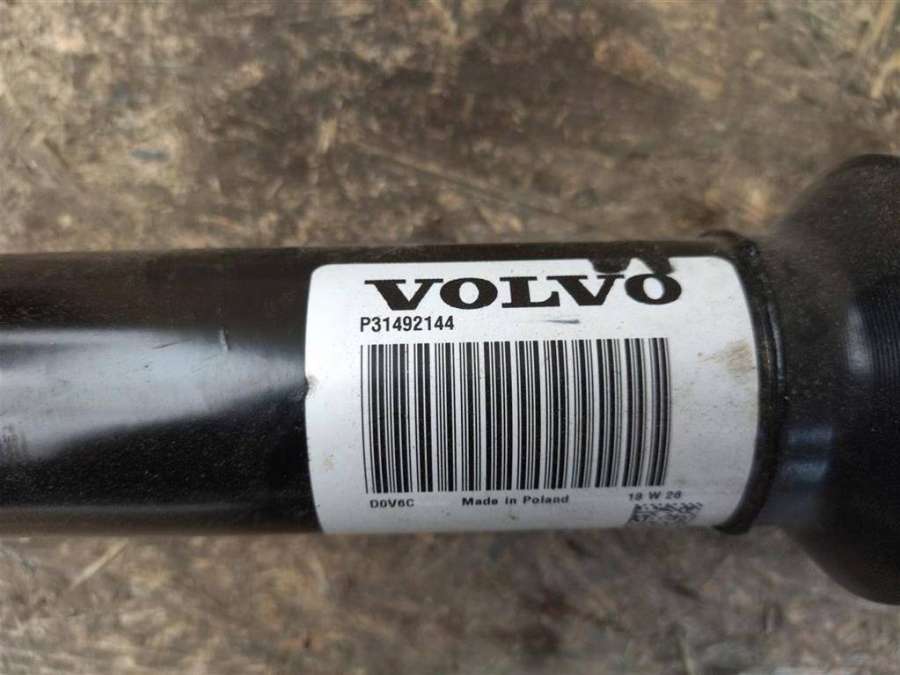 VOLVO
P31492144
D0V6C Made in Poland 18 W 26